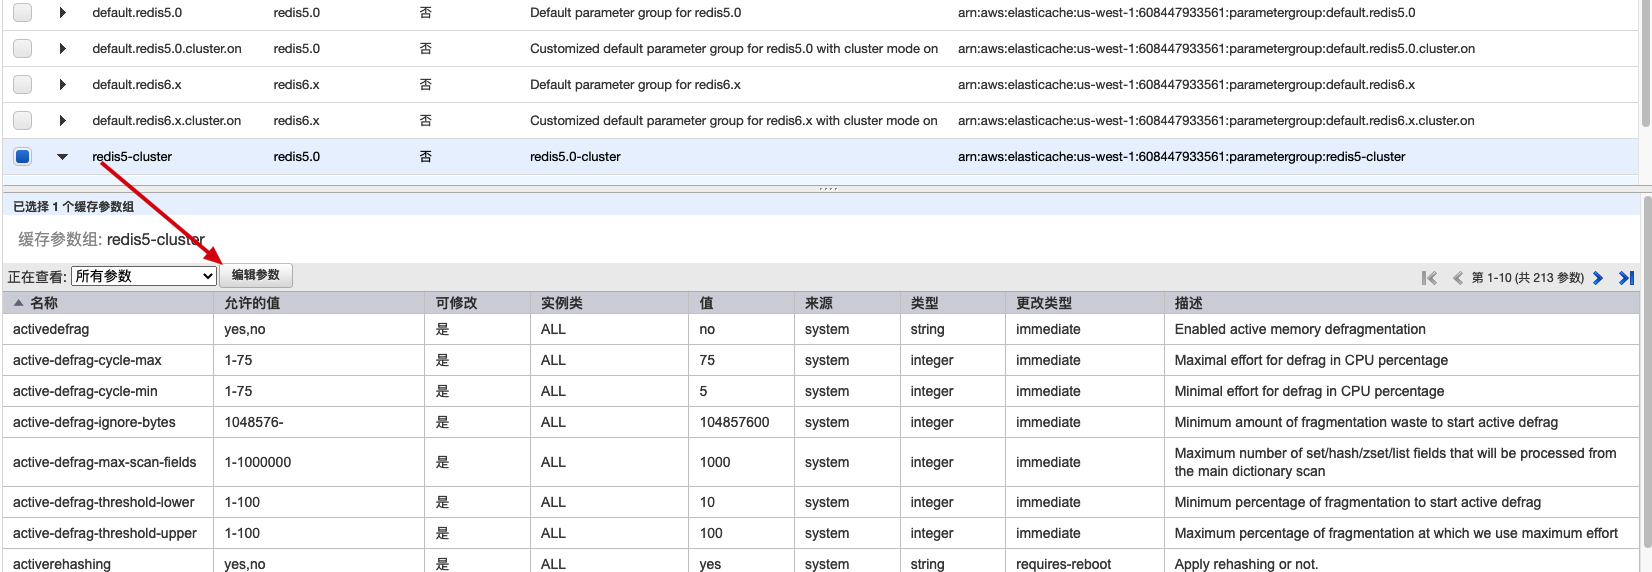 default.redis5.0 redis5.0 否 Default parameter group for redis5.0 arn:aws:elasticache:us-west-1:608447933561:parametergroup:default.redis5.0
default.redis5.0.cluster.on redis5.0 否 Customized default parameter group for redis5.0 with cluster mode on arn:aws:elasticache:us-west-1:608447933561:parametergroup:default.redis5.0.cluster.on
default.redis6.x redis6.x 否 Default parameter group for redis6.x arn:aws:elasticache:us-west-1:608447933561:parametergroup:default.redis6.x
default.redis6.x.cluster.on redis6.x 否 Customized default parameter group for redis6.x with cluster mode on arn:aws:elasticache:us-west-1:608447933561:parametergroup:default.redis6.x.cluster.on
redis5-cluster redis5.0 否 redis5.0-cluster arn:aws:elasticache:us-west-1:608447933561:parametergroup:redis5-cluster
已选择 1 个缓存参数组
缓存参数组: redis5-cluster
正在查看: 所有参数 编辑参数 第 1-10 (共 213 参数)
名称 允许的值 可修改 实例类 值 来源 类型 更改类型 描述
activedefrag yes,no 是 ALL no system string immediate Enabled active memory defragmentation
active-defrag-cycle-max 1-75 是 ALL 75 system integer immediate Maximal effort for defrag in CPU percentage
active-defrag-cycle-min 1-75 是 ALL 5 system integer immediate Minimal effort for defrag in CPU percentage
active-defrag-ignore-bytes 1048576- 是 ALL 104857600 system integer immediate Minimum amount of fragmentation waste to start active defrag
active-defrag-max-scan-fields 1-1000000 是 ALL 1000 system integer immediate Maximum number of set/hash/zset/list fields that will be processed from
the main dictionary scan
active-defrag-threshold-lower 1-100 是 ALL 10 system integer immediate Minimum percentage of fragmentation to start active defrag
active-defrag-threshold-upper 1-100 是 ALL 100 system integer immediate Maximum percentage of fragmentation at which we use maximum effort
activerehashing yes,no 是 ALL yes system string requires-reboot Apply rehashing or not.